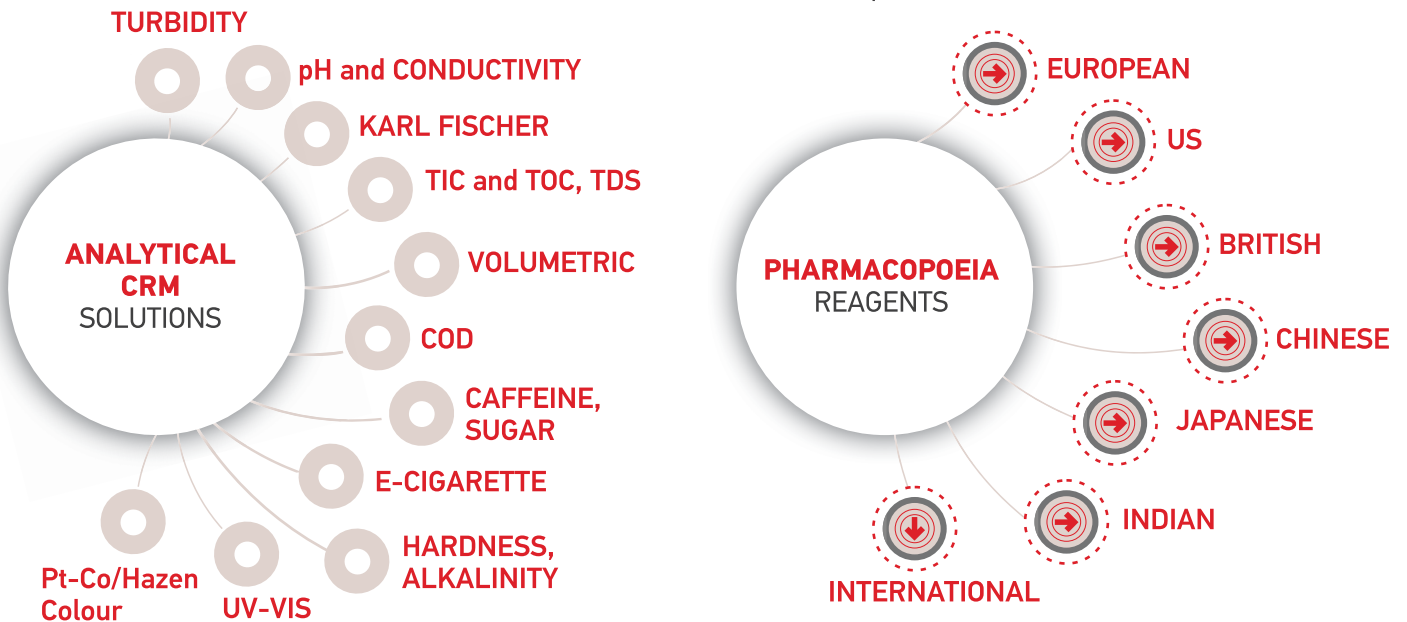 TURBIDITY
pH and CONDUCTIVITY
KARL FISCHER
TIC and TOC, TDS
VOLUMETRIC
COD
CAFFEINE,
SUGAR
E-CIGARETTE
HARDNESS,
ALKALINITY
UV-VIS
Pt-Co/Hazen
Colour
ANALYTICAL
CRM
SOLUTIONS
EUROPEAN
US
BRITISH
CHINESE
JAPANESE
INDIAN
INTERNATIONAL
PHARMACOPOEIA
REAGENTS